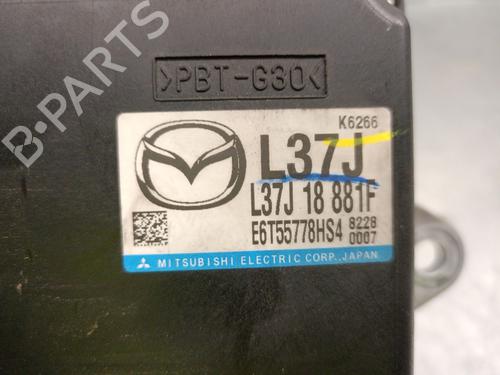 >PBT-G30<
B-PARTS
K6266
L37J
L37J 18 881F
E6T55778HS4 8228
0007
MITSUBISHI ELECTRIC CORP., JAPAN